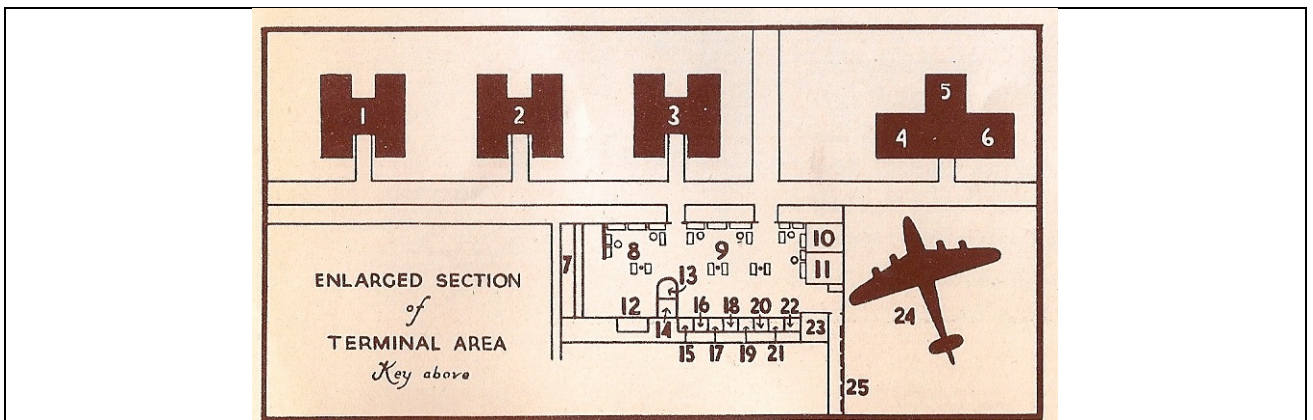 1 2 3 4 5 6
7 8 9 10
11
12 13
14 16 18 20 22 23 24
15 17 19 21 25
ENLARGED SECTION
of
TERMINAL AREA
Key above